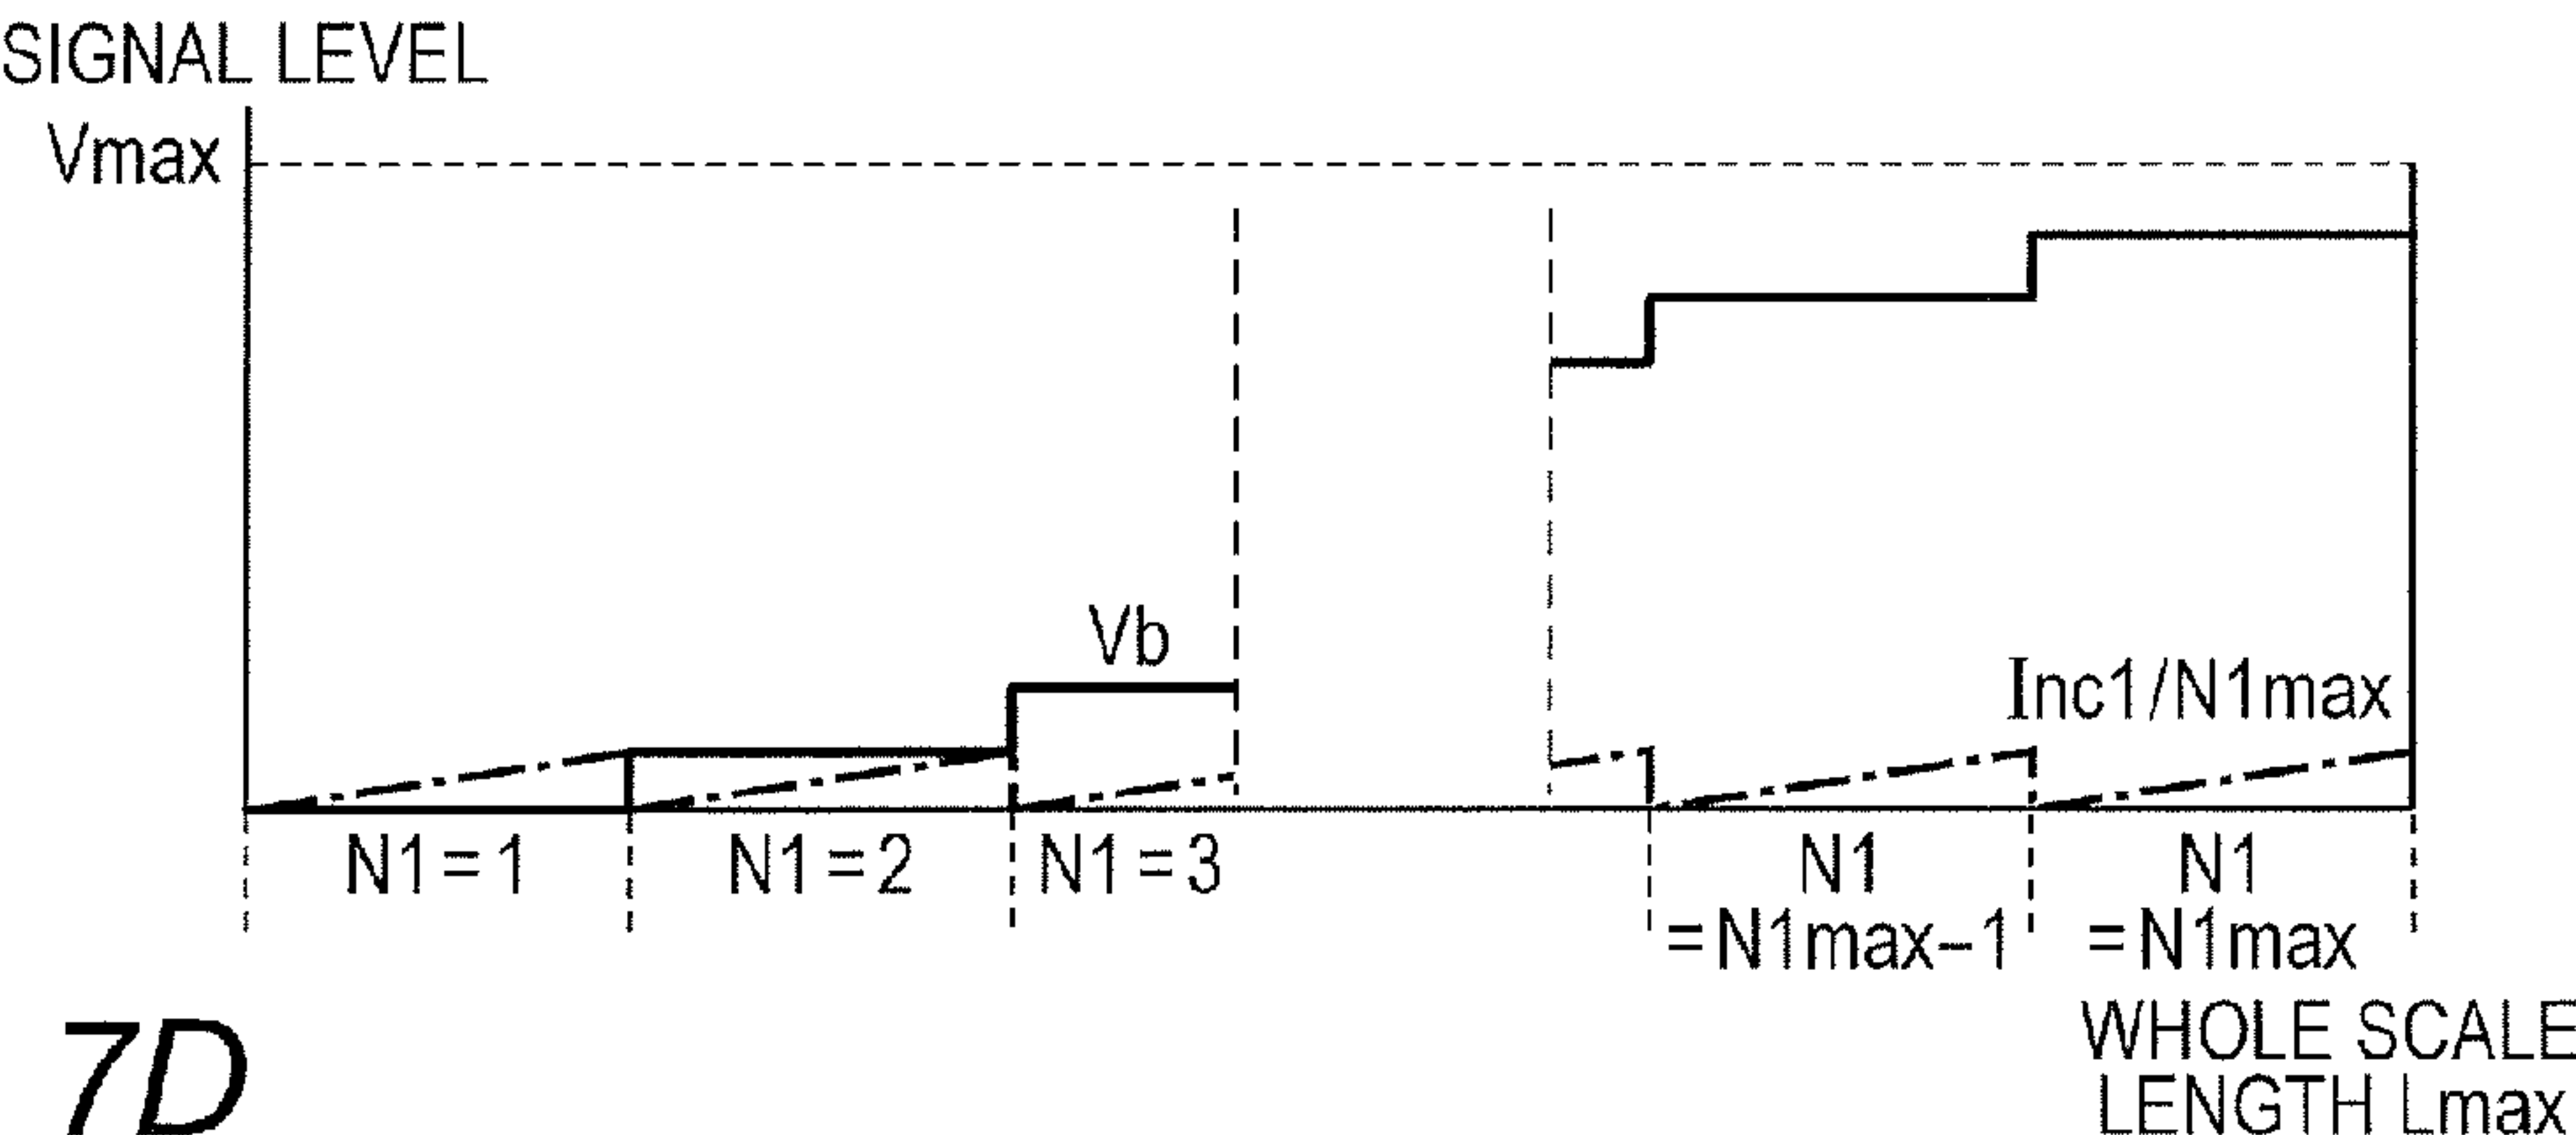 SIGNAL LEVEL
Vmax
Vb
Inc1/N1max
N1=1
N1=2
N1=3
N1
=N1max-1
N1
=N1max
WHOLE SCALE
LENGTH Lmax
7D